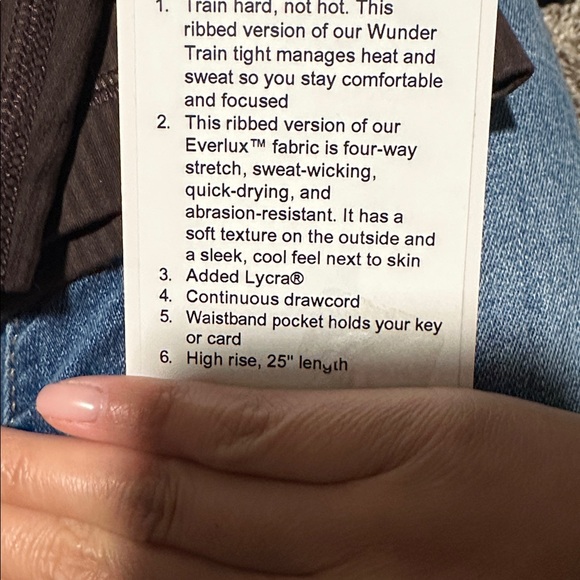 1. Train hard, not hot. This
ribbed version of our Wunder
Train tight manages heat and
sweat so you stay comfortable
and focused
2. This ribbed version of our
Everlux™ fabric is four-way
stretch, sweat-wicking,
quick-drying, and
abrasion-resistant. It has a
soft texture on the outside and
a sleek, cool feel next to skin
3. Added Lycra®
4. Continuous drawcord
5. Waistband pocket holds your key
or card
6. High rise, 25" length